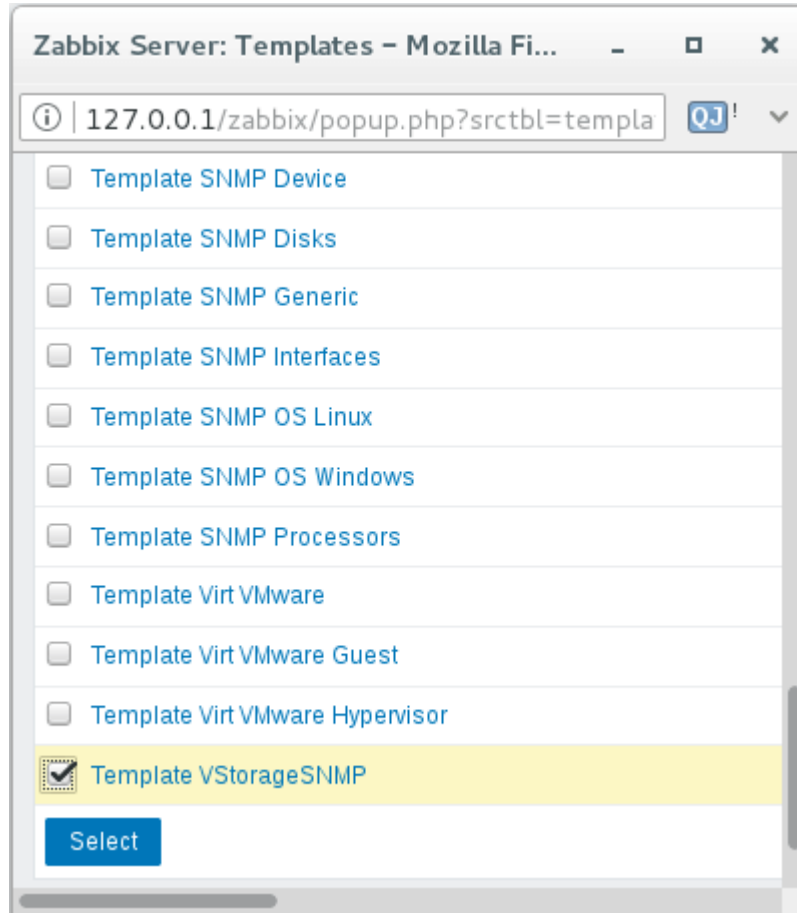 Zabbix Server: Templates – Mozilla Fi...
127.0.0.1/zabbix/popup.php?srctbl=templa
QJ!
Template SNMP Device
Template SNMP Disks
Template SNMP Generic
Template SNMP Interfaces
Template SNMP OS Linux
Template SNMP OS Windows
Template SNMP Processors
Template Virt VMware
Template Virt VMware Guest
Template Virt VMware Hypervisor
Template VStorageSNMP
Select